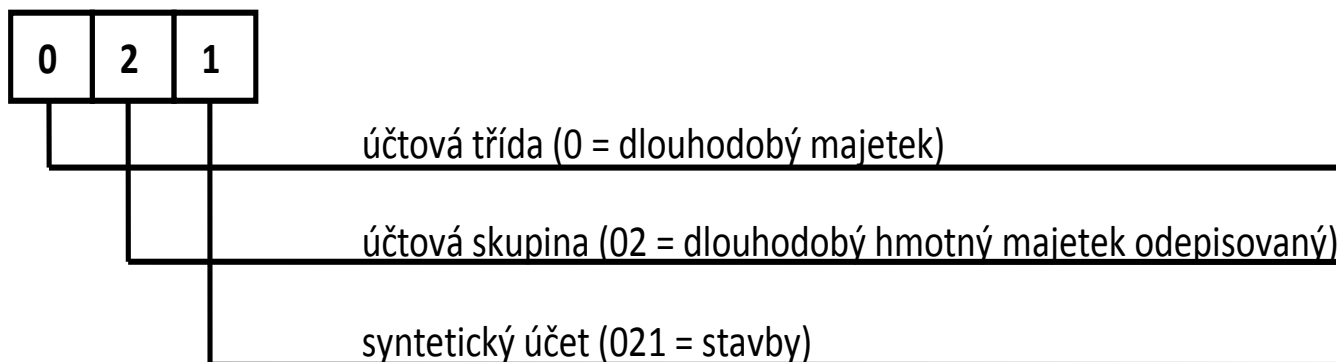 0 2 1
účtová třída (0 = dlouhodobý majetek)
účtová skupina (02 = dlouhodobý hmotný majetek odepisovaný)
syntetický účet (021 = stavby)